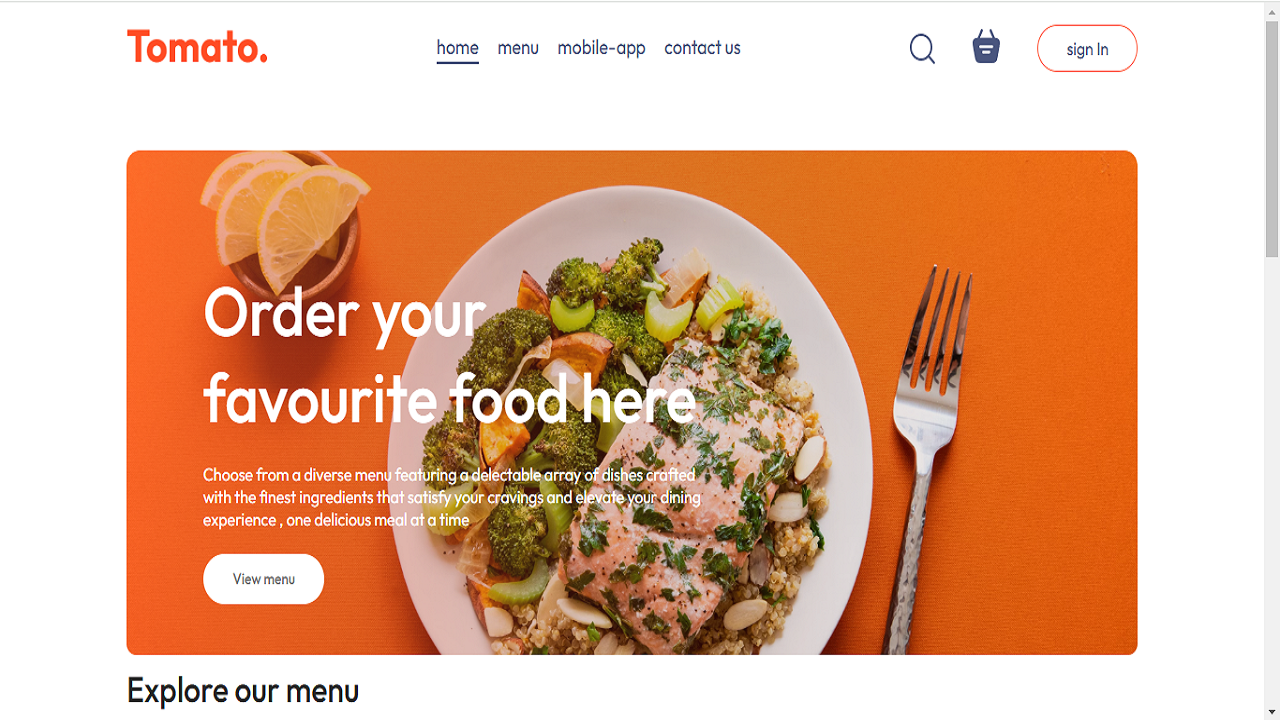 Tomato.
home menu mobile-app contact us
sign In
Order your
favourite food here
Choose from a diverse menu featuring a delectable array of dishes crafted
with the finest ingredients that satisfy your cravings and elevate your dining
experience , one delicious meal at a time
View menu
Explore our menu